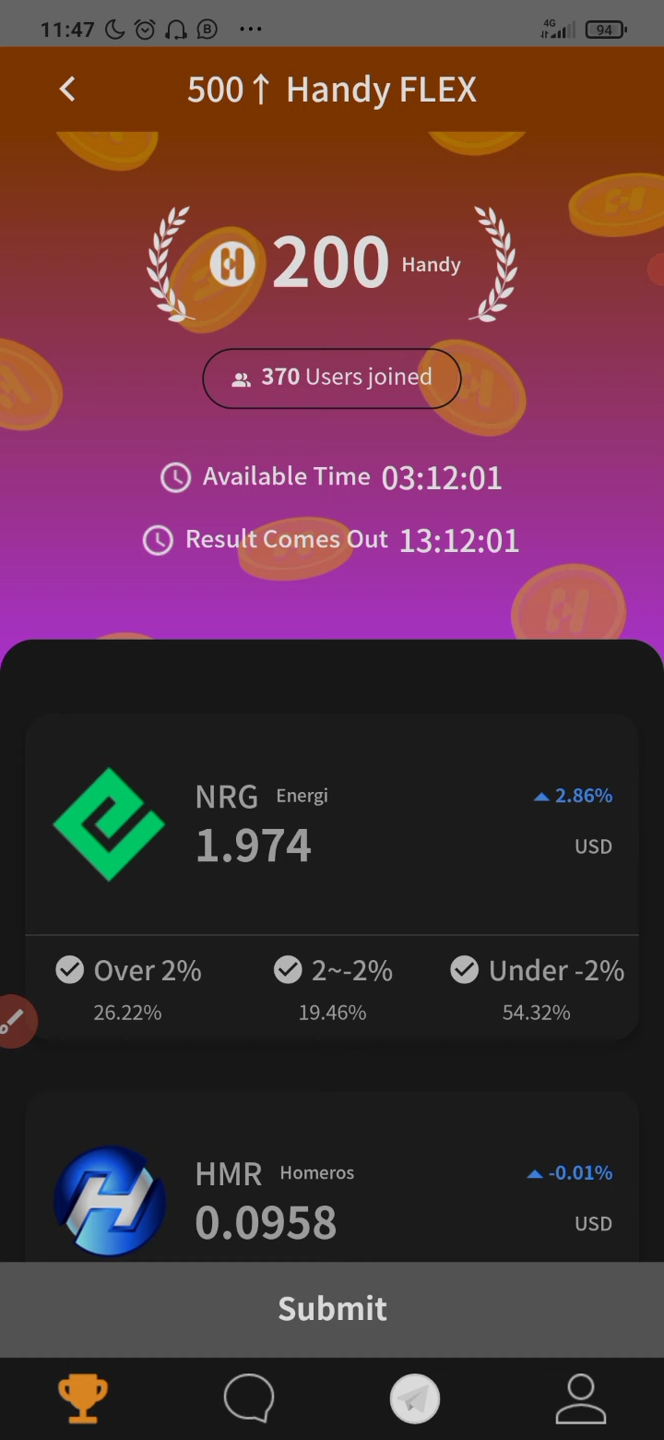 11:47 B ... 4G 94
500↑ Handy FLEX
200 Handy
370 Users joined
Available Time 03:12:01
Result Comes Out 13:12:01
NRG Energi ▲ 2.86%
1.974 USD
Over 2% 2~-2% Under -2%
26.22% 19.46% 54.32%
HMR Homeros ▲ -0.01%
0.0958 USD
Submit